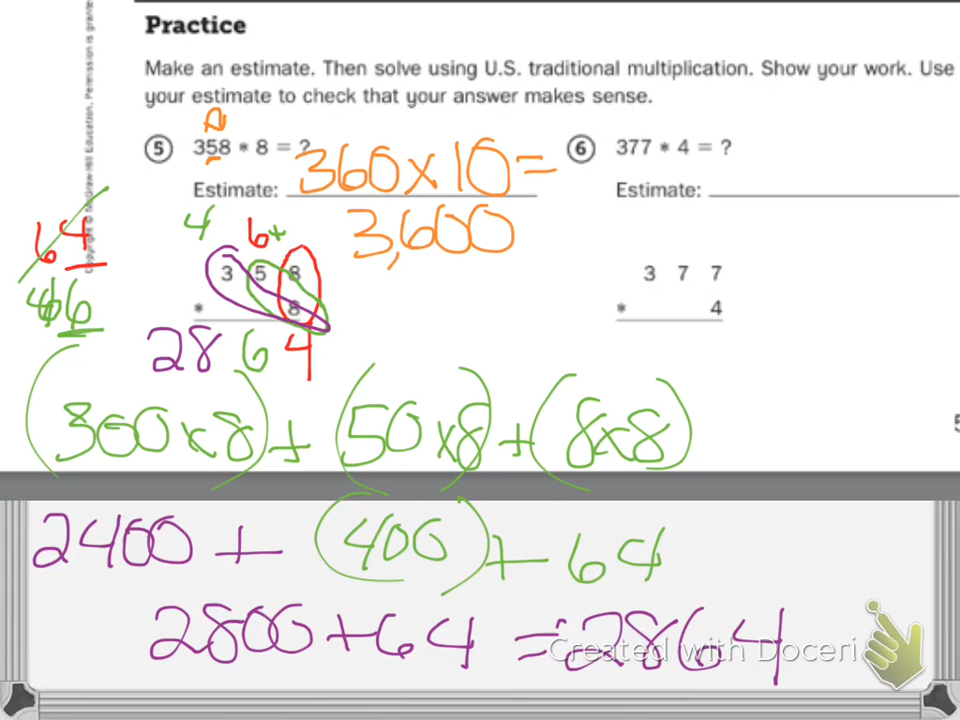 Practice
Make an estimate. Then solve using U.S. traditional multiplication. Show your work. Use
your estimate to check that your answer makes sense.
5 358 * 8 = ?
Estimate: 360 x 10 =
3,600
4 6
3 5 8
* 8
28 6 4
64
46
(300 x 8) + (50 x 8) + (8 x 8)
2400 + (400) + 64
2800 + 64 = 2864
6 377 * 4 = ?
Estimate:
3 7 7
* 4
Created with Doceri